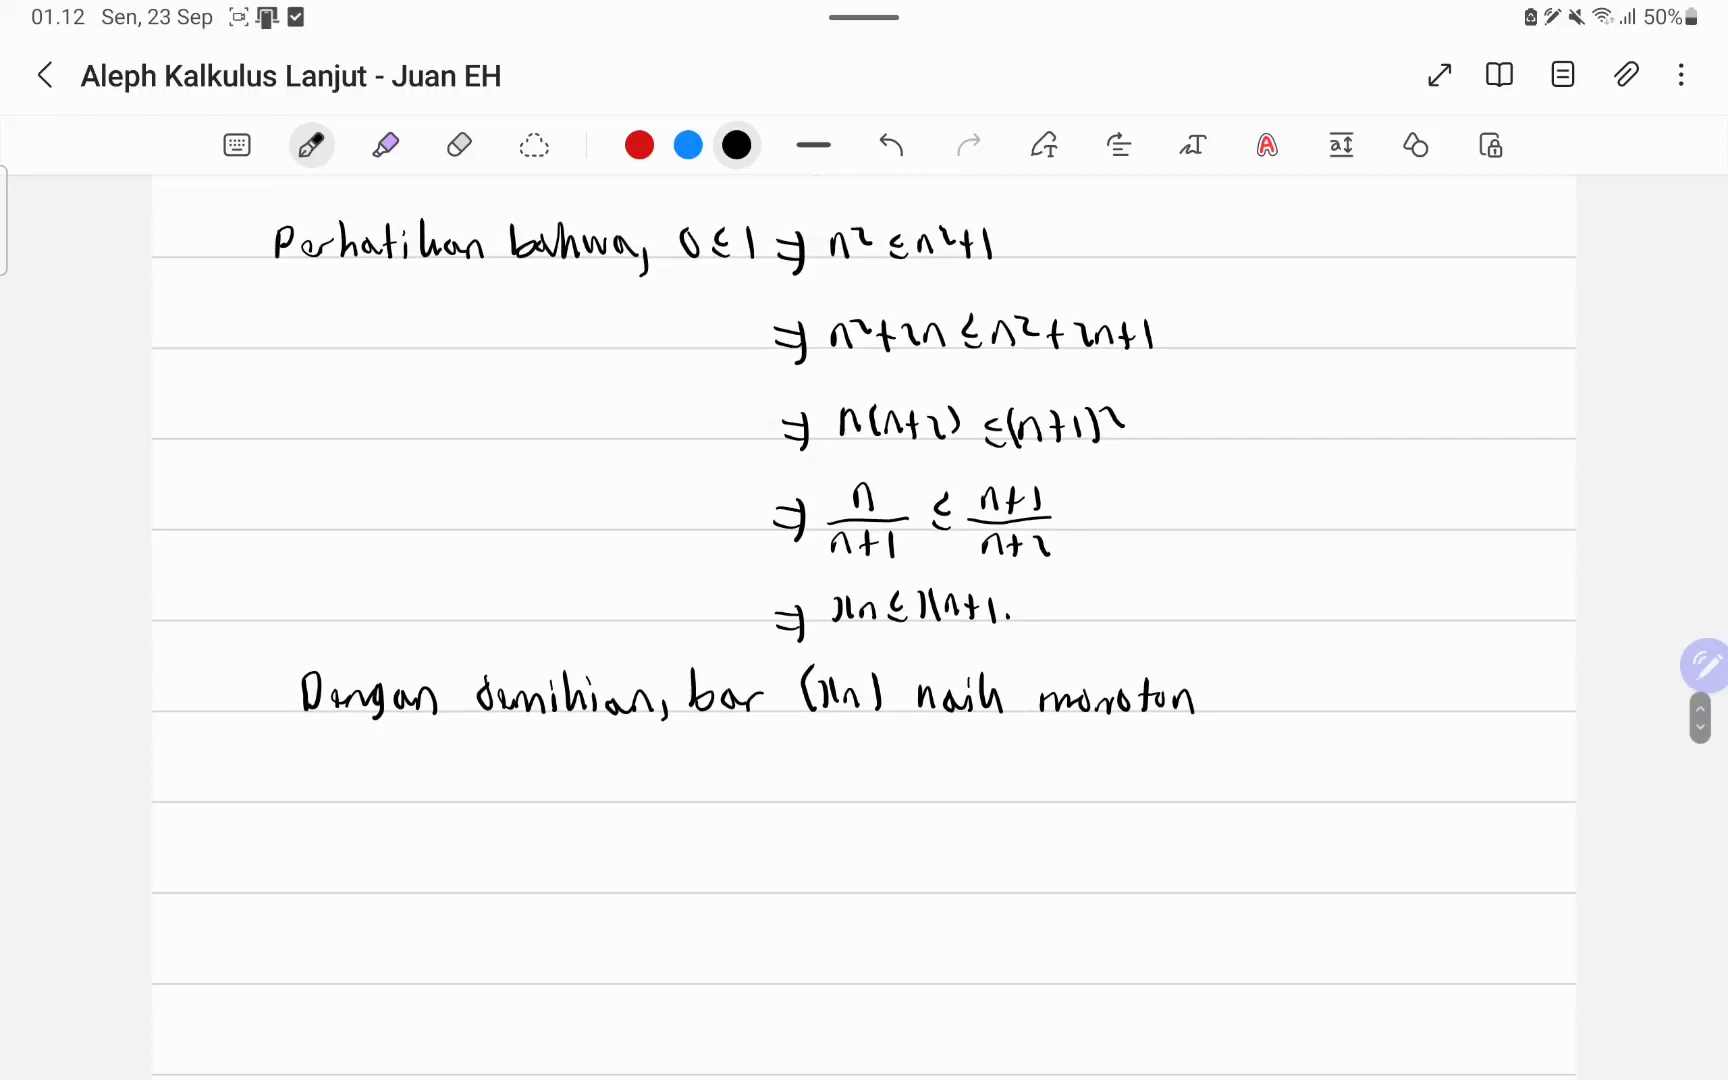 01.12 Sen, 23 Sep 50%
Aleph Kalkulus Lanjut - Juan EH
Perhatikan bahwa, 0 ≤ 1 ⇒ n² ≤ n²+1
⇒ n²+2n ≤ n²+2n+1
⇒ n(n+2) ≤ (n+1)²
⇒ n/(n+1) ≤ (n+1)/(n+2)
⇒ xn ≤ xn+1.
Dengan demikian, bar (xn) naik monoton